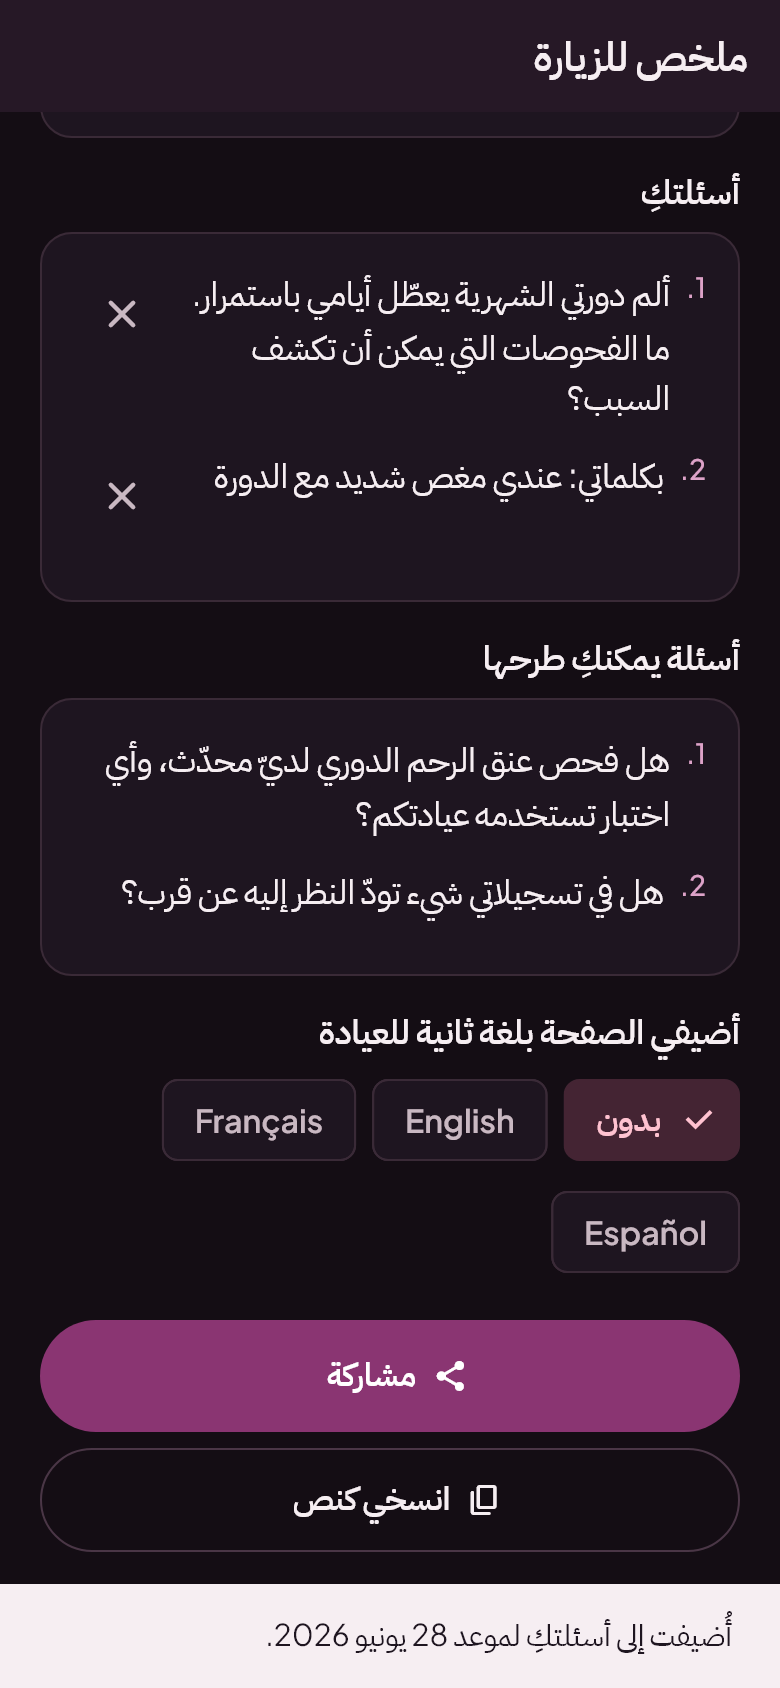 ملخص للزيارة
أسئلتكِ
1. ألم دورتي الشهرية يعطّل أيامي باستمرار.
ما الفحوصات التي يمكن أن تكشف
السبب؟
2. بكلماتي: عندي مغص شديد مع الدورة
أسئلة يمكنكِ طرحها
1. هل فحص عنق الرحم الدوري لديّ محدّث، وأي
اختبار تستخدمه عيادتكم؟
2. هل في تسجيلاتي شيء تودّ النظر إليه عن قرب؟
أضيفي الصفحة بلغة ثانية للعيادة
بدون English Français
Español
مشاركة
انسخي كنص
أُضيفت إلى أسئلتكِ لموعد 28 يونيو 2026.